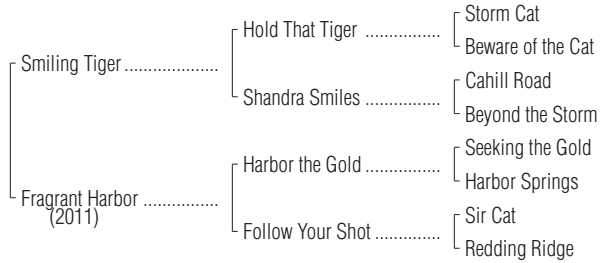 Storm Cat
Hold That Tiger ..................
Beware of the Cat
Smiling Tiger ....................
Cahill Road
Shandra Smiles ................
Beyond the Storm
Seeking the Gold
Harbor the Gold ................
Harbor Springs
Fragrant Harbor ................
(2011)
Sir Cat
Follow Your Shot ..............
Redding Ridge